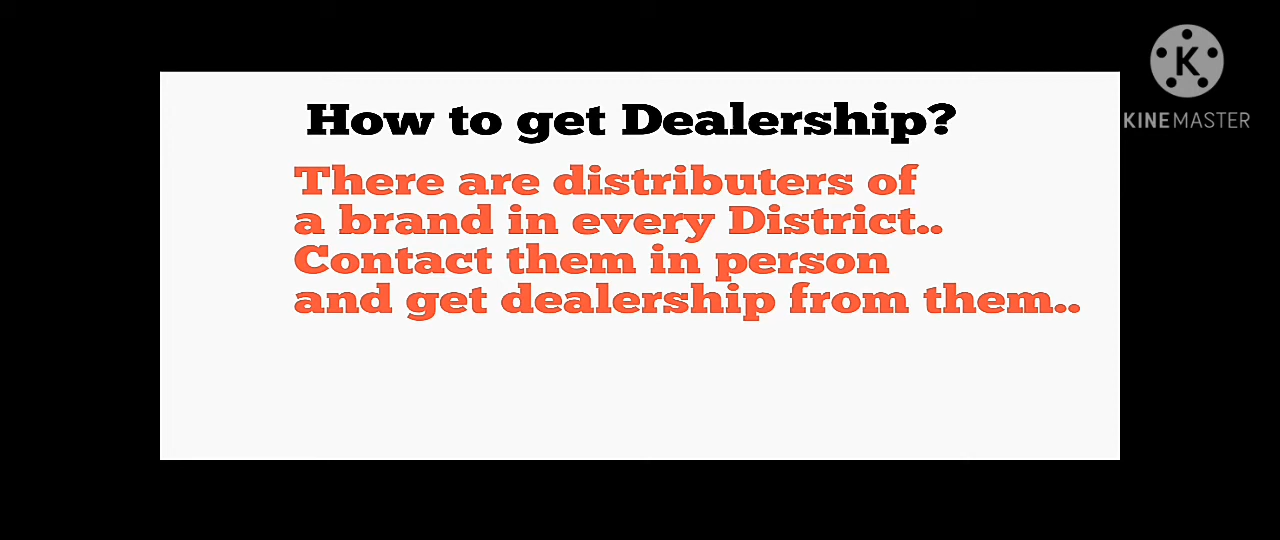 How to get Dealership?
There are distributers of
a brand in every District..
Contact them in person
and get dealership from them..
K
KINEMASTER